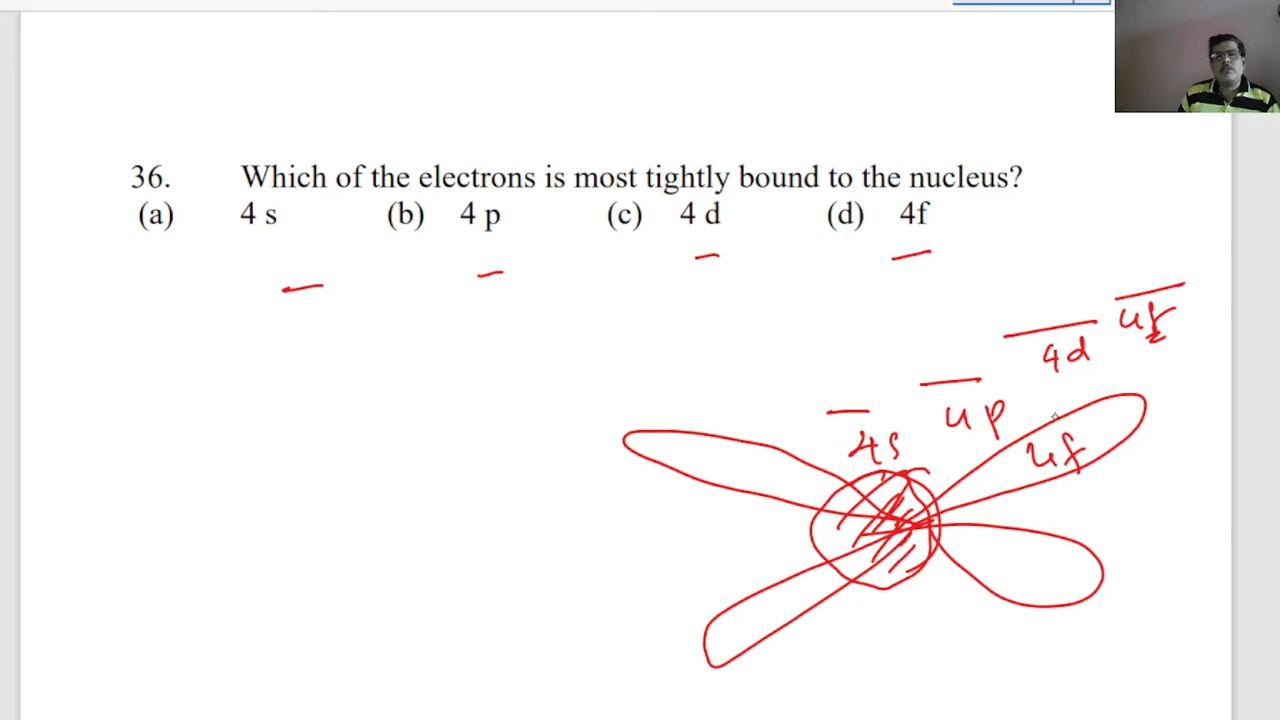 36. Which of the electrons is most tightly bound to the nucleus?
(a) 4 s (b) 4 p (c) 4 d (d) 4f
4f
4d
4p
4s
4f